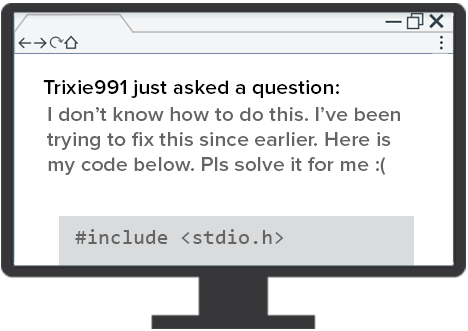 Trixie991 just asked a question:
I don’t know how to do this. I’ve been
trying to fix this since earlier. Here is
my code below. Pls solve it for me :(
#include <stdio.h>